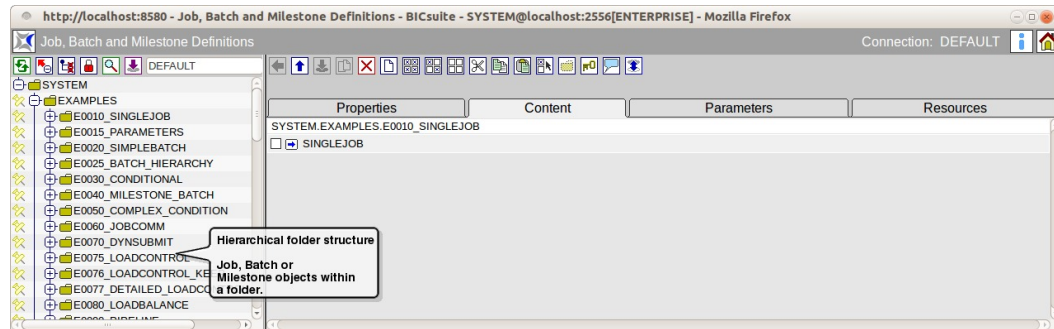 http://localhost:8580 - Job, Batch and Milestone Definitions - BICsuite - SYSTEM@localhost:2556[ENTERPRISE] - Mozilla Firefox
Job, Batch and Milestone Definitions
Connection: DEFAULT
DEFAULT
SYSTEM
EXAMPLES
E0010_SINGLEJOB
E0015_PARAMETERS
E0020_SIMPLEBATCH
E0025_BATCH_HIERARCHY
E0030_CONDITIONAL
E0040_MILESTONE_BATCH
E0050_COMPLEX_CONDITION
E0060_JOBCOMM
E0070_DYNSUBMIT
E0075_LOADCONTROL
E0076_LOADCONTROL_KE
E0077_DETAILED_LOADCO
E0080_LOADBALANCE
Properties
Content
Parameters
Resources
SYSTEM.EXAMPLES.E0010_SINGLEJOB
SINGLEJOB
Hierarchical folder structure
Job, Batch or
Milestone objects within
a folder.